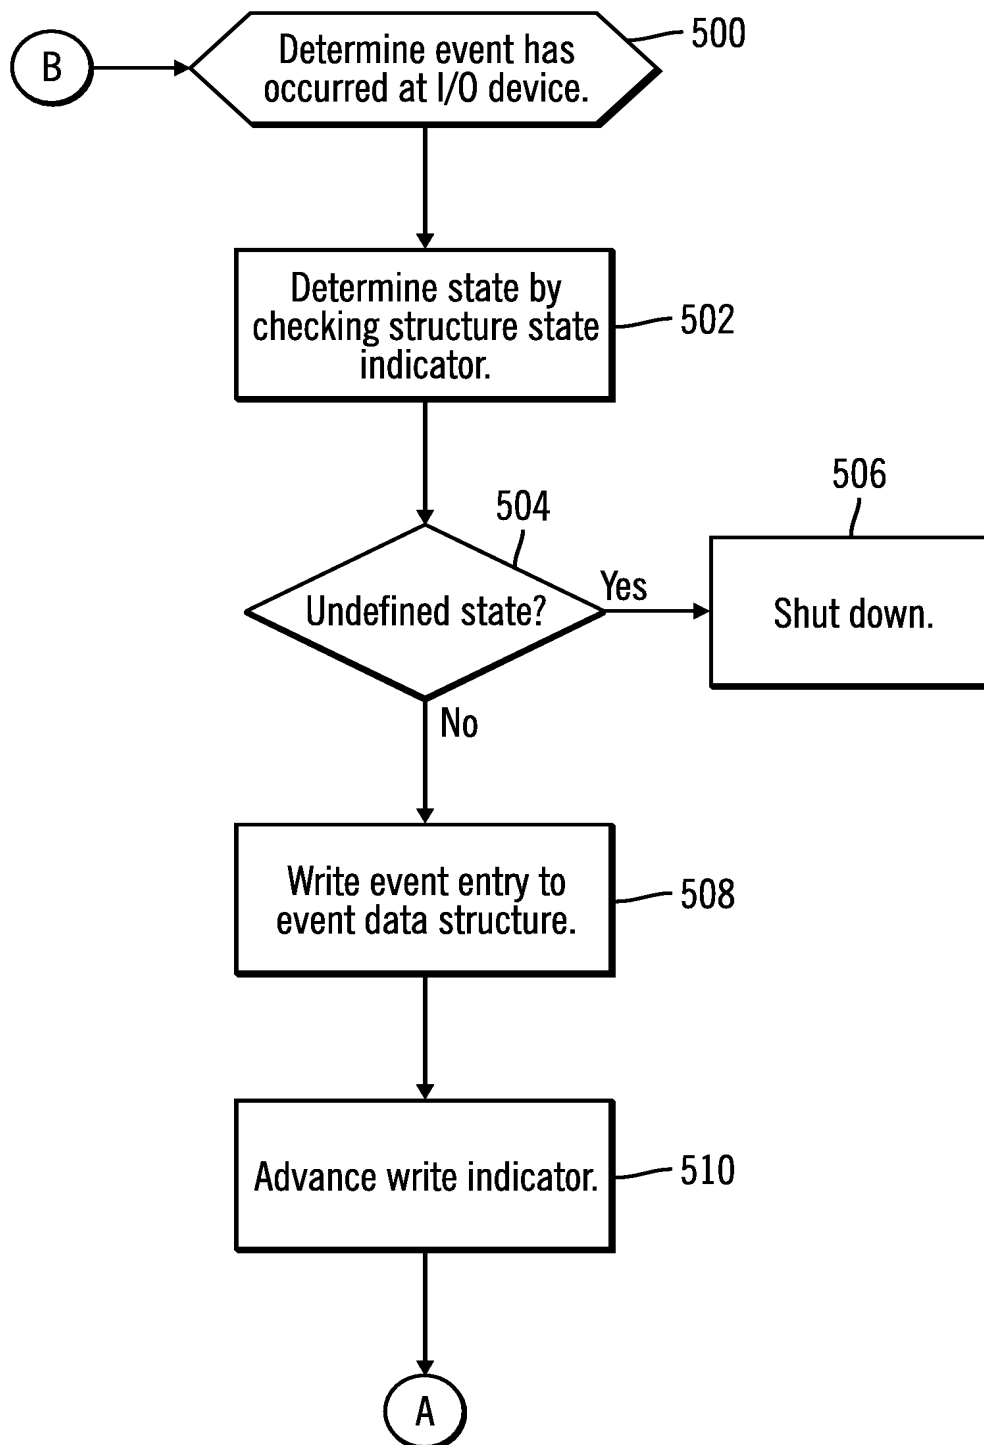 B
Determine event has
occurred at I/O device.
500
Determine state by
checking structure state
indicator.
502
504
Undefined state?
Yes
506
Shut down.
No
Write event entry to
event data structure.
508
Advance write indicator.
510
A